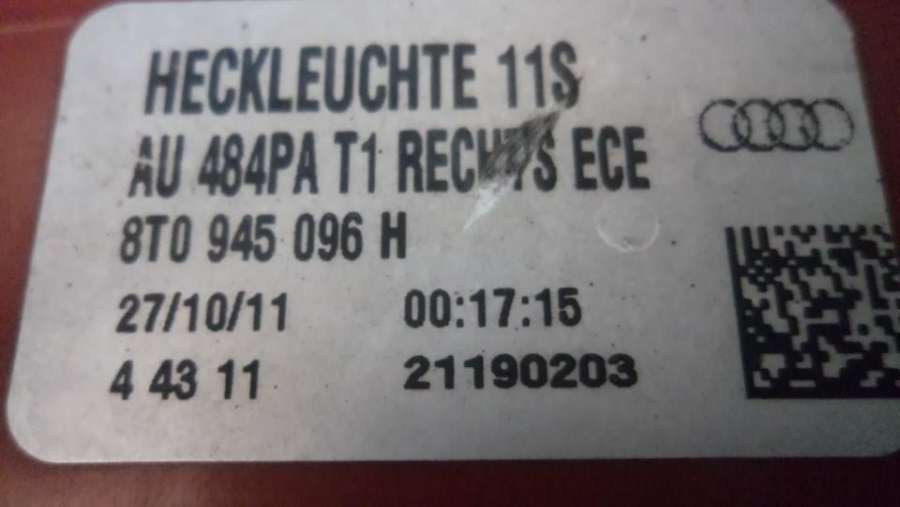 HECKLEUCHTE 11S
AU 484PA T1 RECHTS ECE
8T0 945 096 H
27/10/11 00:17:15
4 43 11 21190203